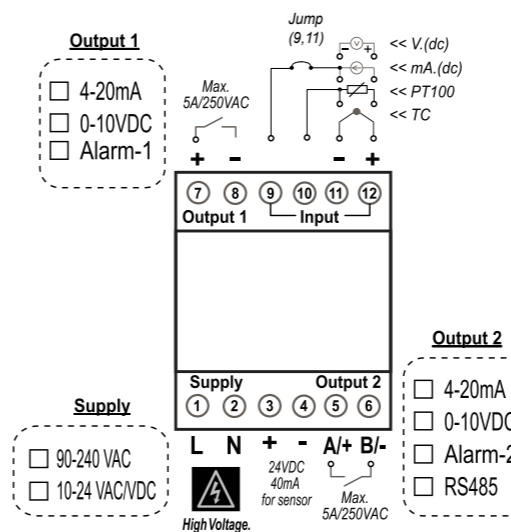 Output 1
4-20mA
0-10VDC
Alarm-1
Max.
5A/250VAC
Jump
(9,11)
- V +
<< V.(dc)
<< mA.(dc)
<< PT100
<< TC
+ - - +
7 8 9 10 11 12
Output 1 Input
Supply Output 2
1 2 3 4 5 6
L N + - A/+ B/-
24VDC
40mA
for sensor
Max.
5A/250VAC
High Voltage.
Supply
90-240 VAC
10-24 VAC/VDC
Output 2
4-20mA
0-10VDC
Alarm-2
RS485